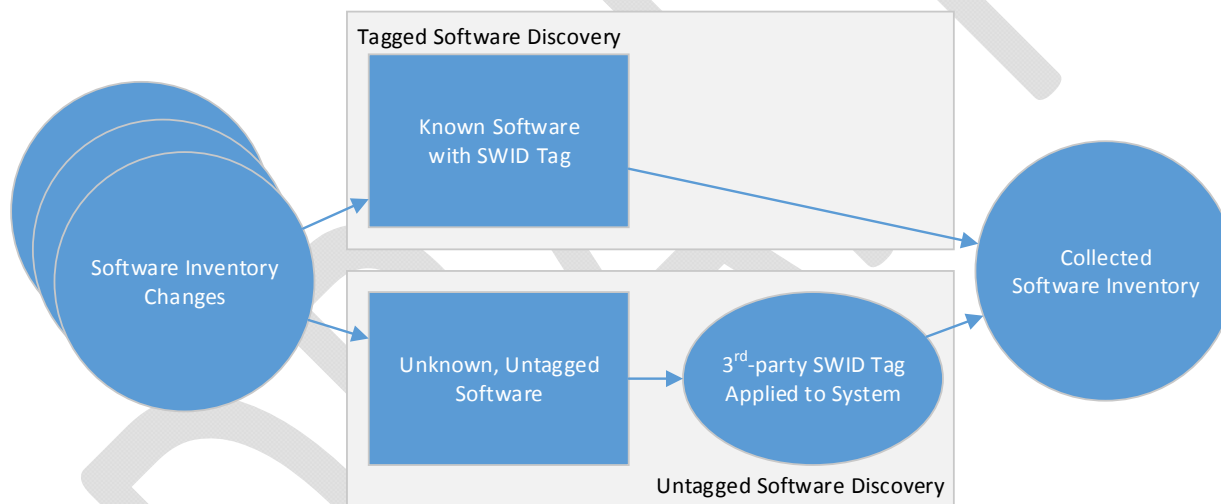 Tagged Software Discovery
Known Software
with SWID Tag
Software Inventory
Changes
Collected
Software Inventory
Unknown, Untagged
Software
3rd-party SWID Tag
Applied to System
Untagged Software Discovery